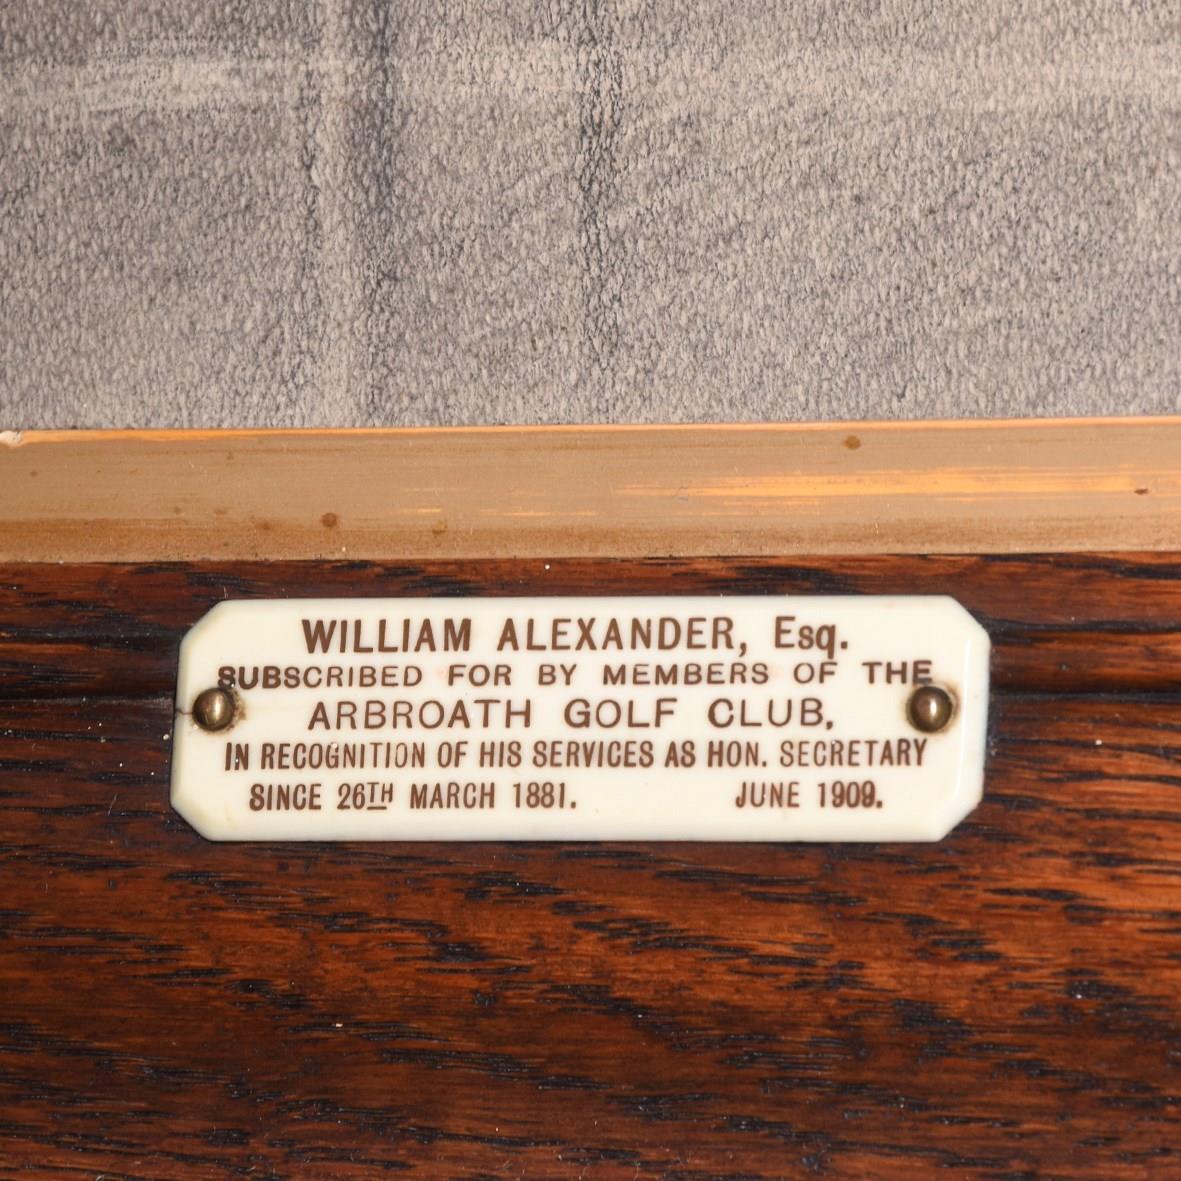 WILLIAM ALEXANDER, Esq.
SUBSCRIBED FOR BY MEMBERS OF THE
ARBROATH GOLF CLUB,
IN RECOGNITION OF HIS SERVICES AS HON. SECRETARY
SINCE 26TH MARCH 1881. JUNE 1909.